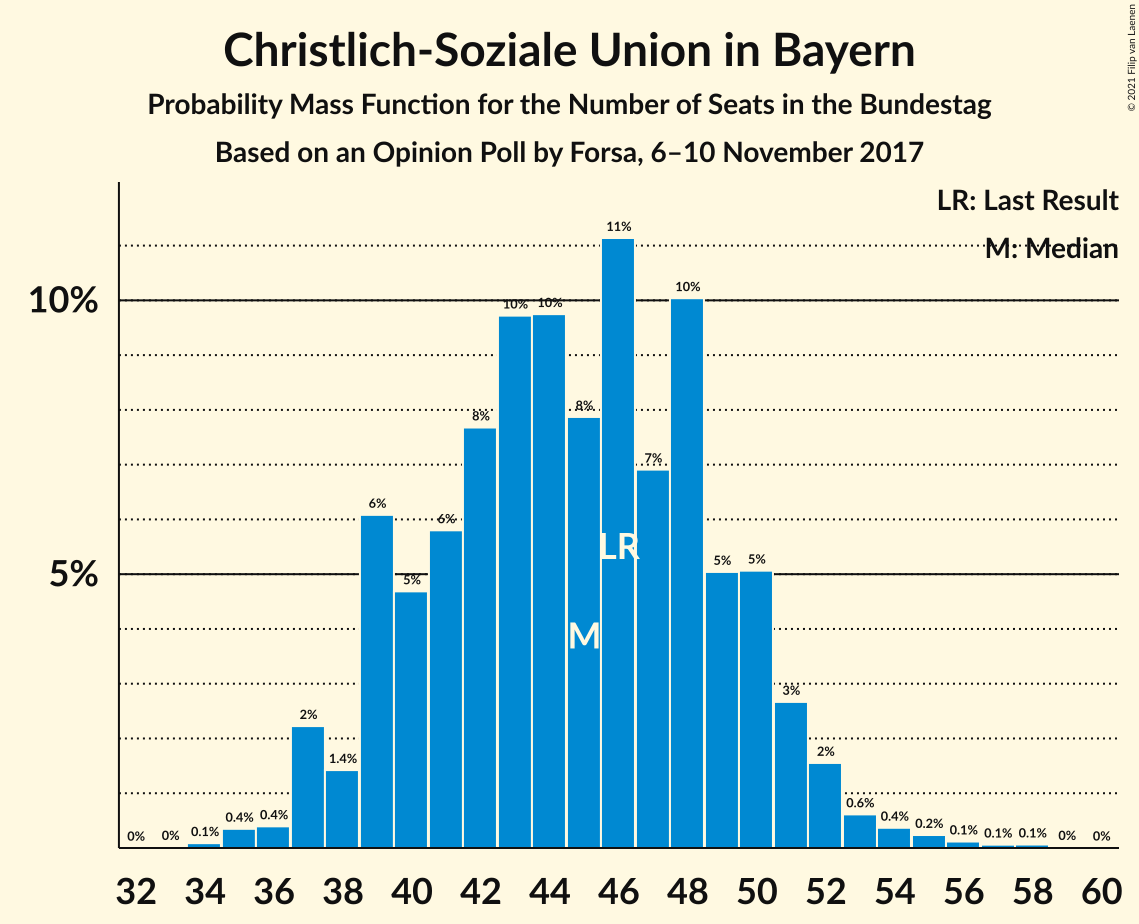 Christlich-Soziale Union in Bayern
Probability Mass Function for the Number of Seats in the Bundestag
Based on an Opinion Poll by Forsa, 6–10 November 2017
© 2021 Filip van Laenen
LR: Last Result
M: Median
10%
5%
0% 0% 0.1% 0.4% 0.4% 2% 1.4% 6% 5% 6% 8% 10% 10% 8% 11% 7% 10% 5% 5% 3% 2% 0.6% 0.4% 0.2% 0.1% 0.1% 0.1% 0% 0%
LR
M
32 34 36 38 40 42 44 46 48 50 52 54 56 58 60